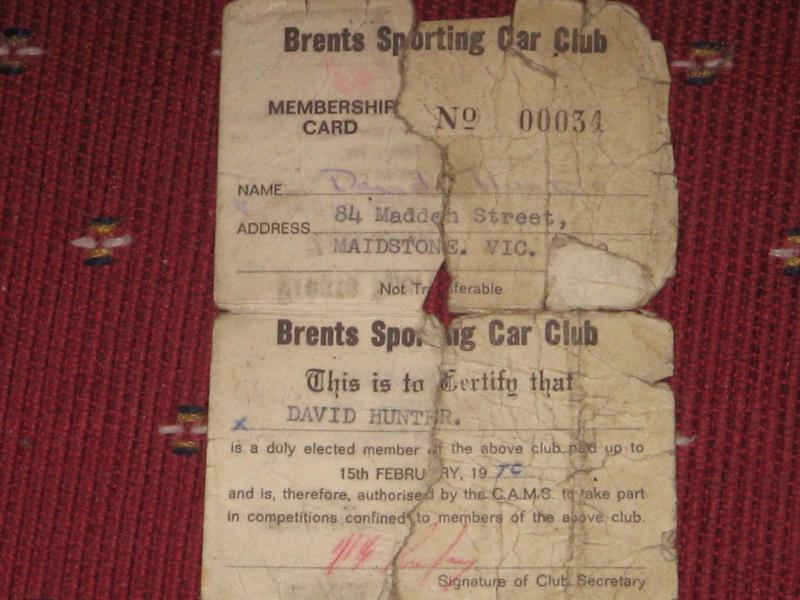 Brents Sporting Car Club
MEMBERSHIP
CARD
No 00034
NAME David
ADDRESS 84 Madden Street,
MAIDSTONE. VIC.
Not Transferable
Brents Sporting Car Club
This is to Certify that
DAVID HUNTER.
is a duly elected member of the above club paid up to
15th FEBRUARY, 19
and is, therefore, authorised by the C.A.M.S. to take part
in competitions confined to members of the above club.
Signature of Club Secretary